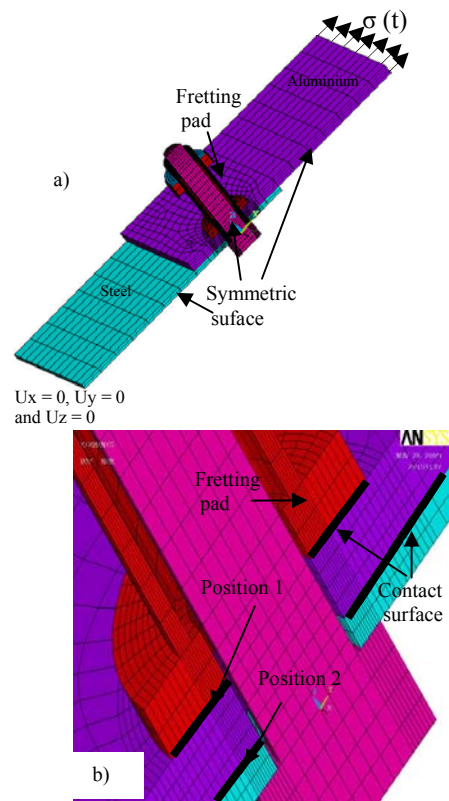 σ (t)
Aluminium
Fretting
pad
a)
Steel
Symmetric
suface
Ux = 0, Uy = 0
and Uz = 0
AN
Fretting
pad
Contact
surface
Position 1
Position 2
b)